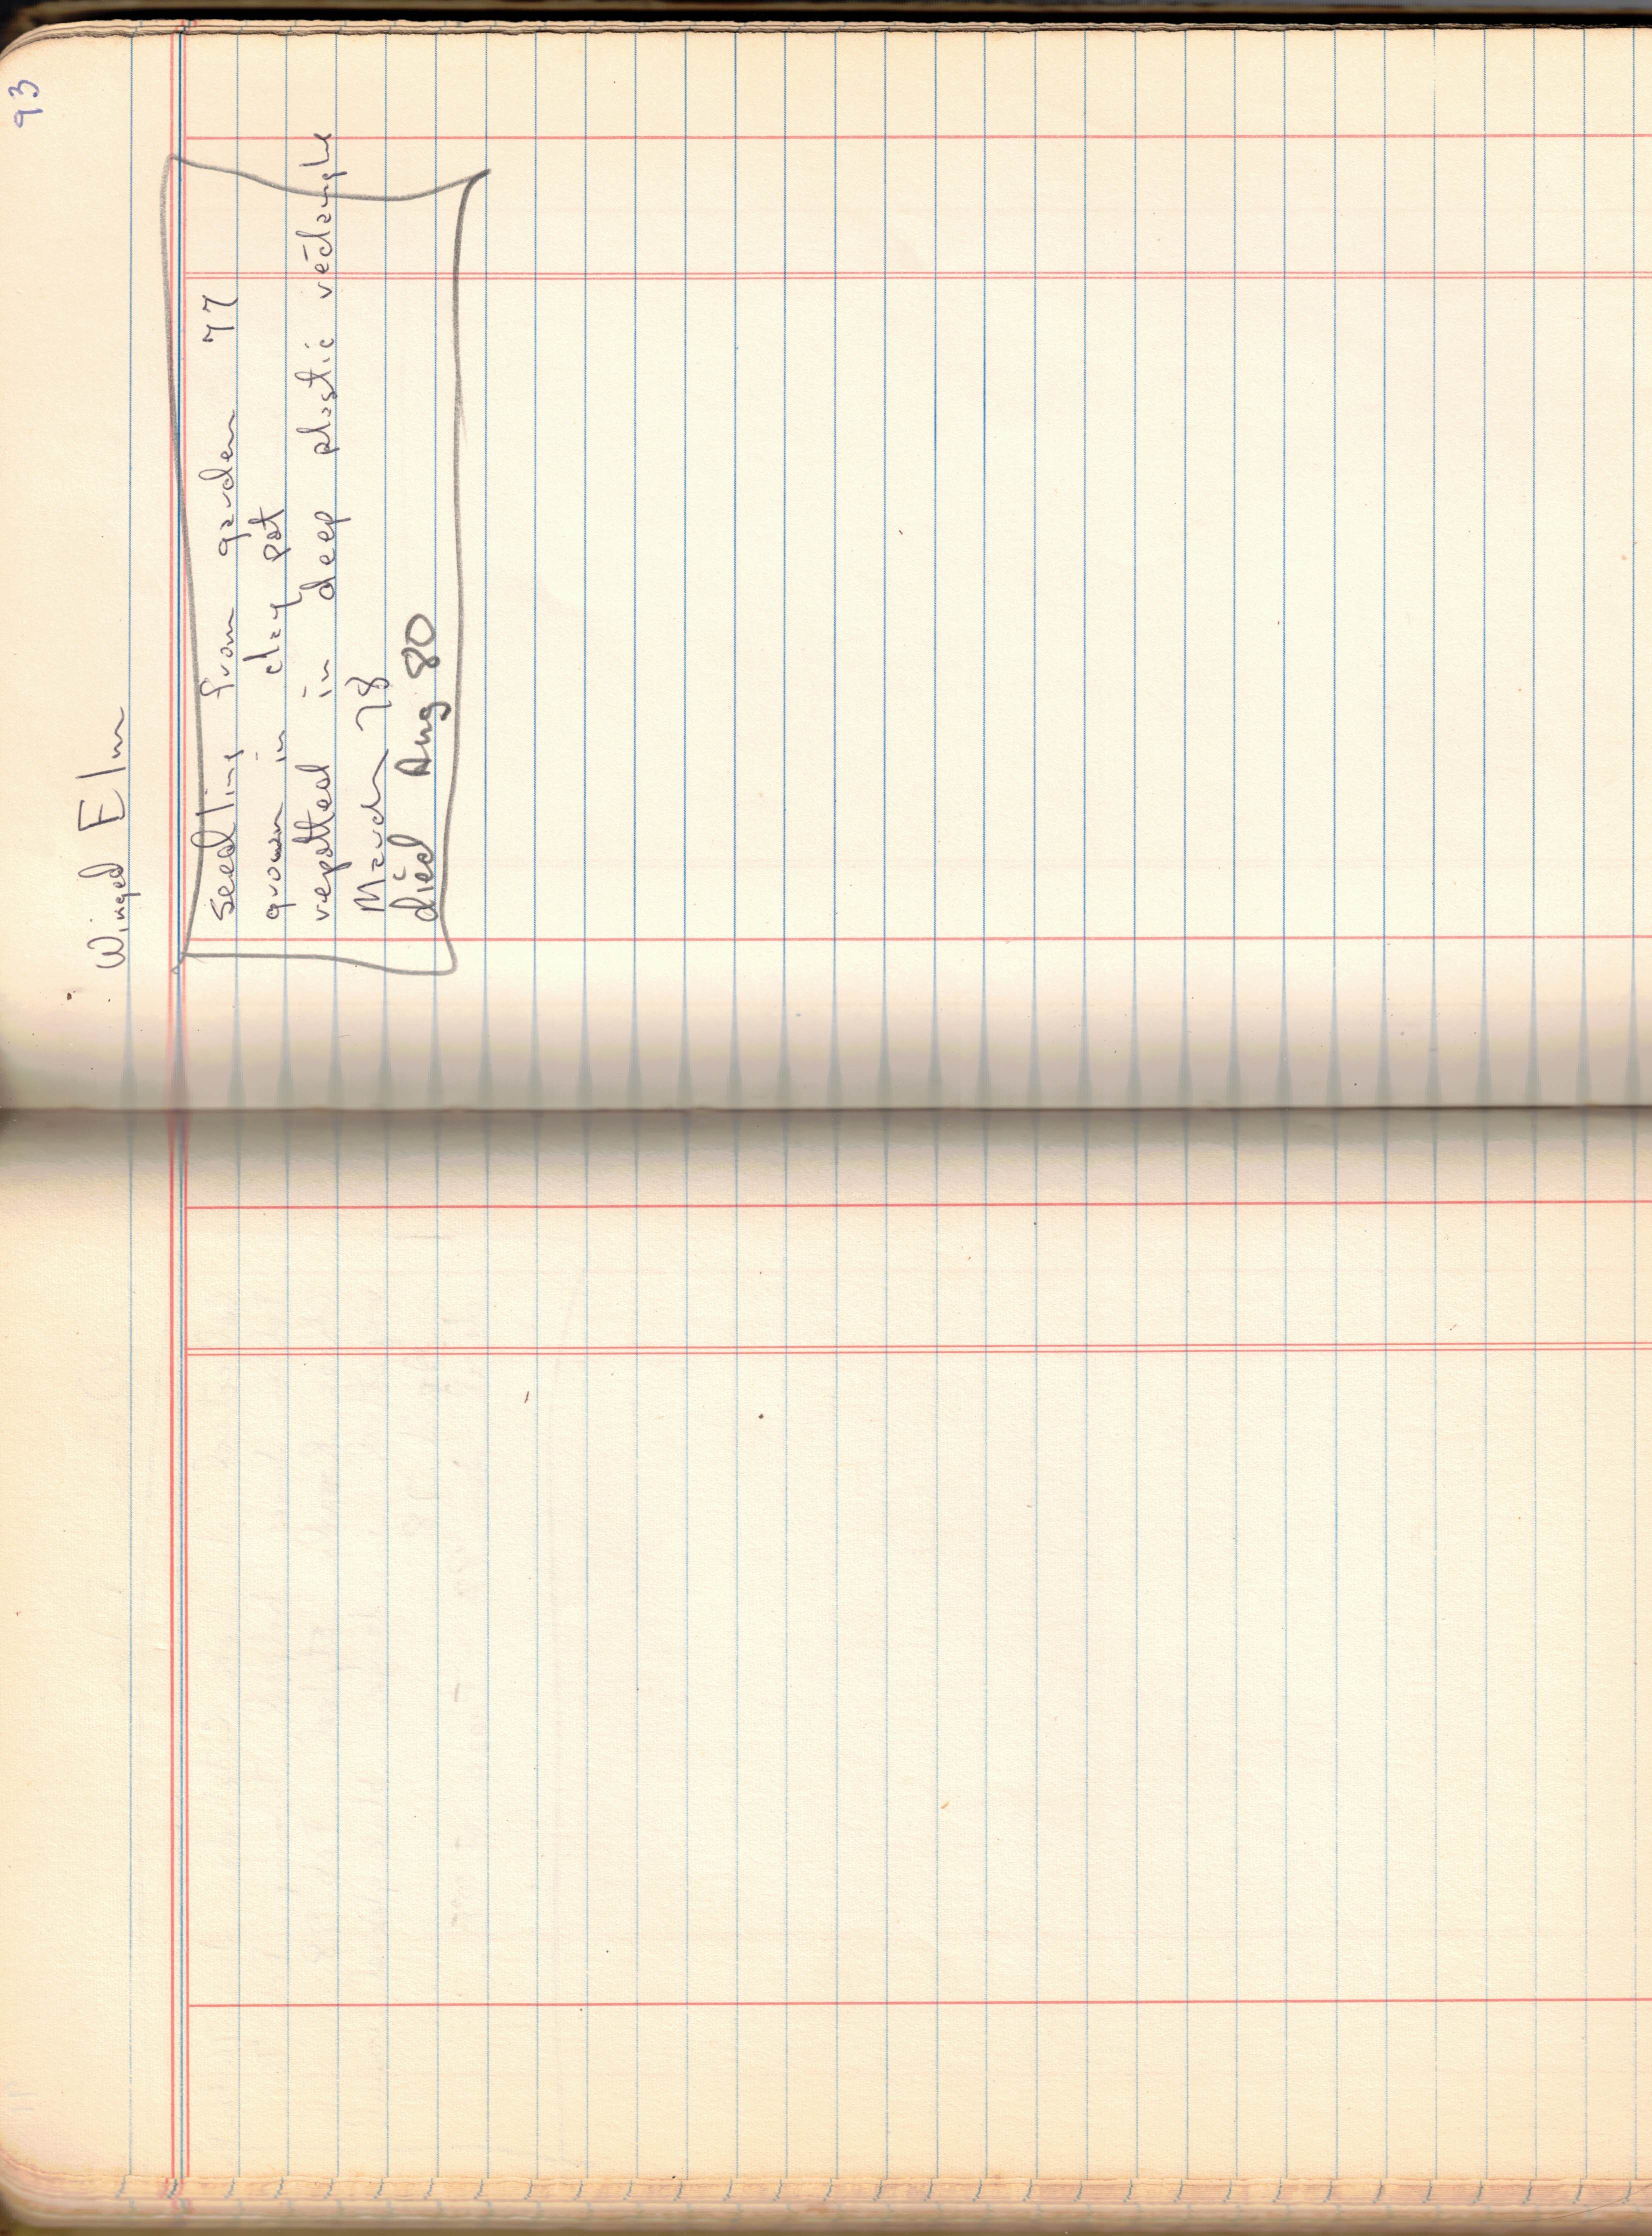 93
Winged Elm
seedling from garden 77
grown in clay pot
repotted in deep plastic rectangle
March 78
died Aug 80